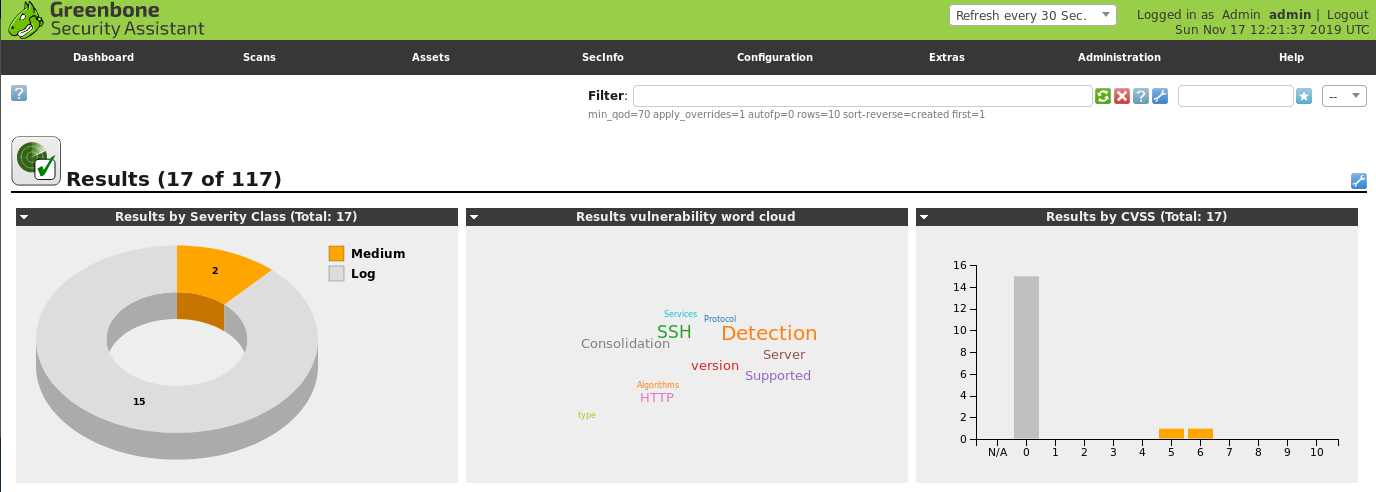 Greenbone
Security Assistant
Refresh every 30 Sec.
Logged in as Admin admin | Logout
Sun Nov 17 12:21:37 2019 UTC
Dashboard Scans Assets SecInfo Configuration Extras Administration Help
?
Filter: ? --
min_qod=70 apply_overrides=1 autofp=0 rows=10 sort-reverse=created first=1
Results (17 of 117)
Results by Severity Class (Total: 17)
2
15
Medium
Log
Results vulnerability word cloud
Services
Protocol
SSH
Detection
Consolidation
Server
version
Supported
Algorithms
HTTP
type
Results by CVSS (Total: 17)
16
14
12
10
8
6
4
2
0
N/A 0 1 2 3 4 5 6 7 8 9 10